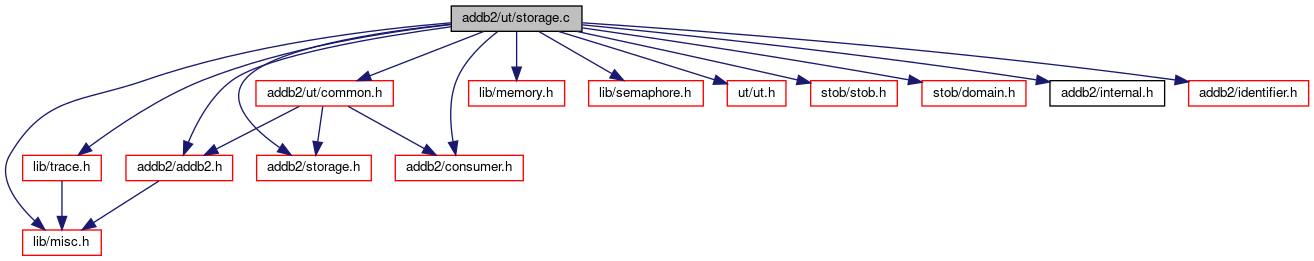 addb2/ut/storage.c
addb2/ut/common.h
lib/memory.h
lib/semaphore.h
ut/ut.h
stob/stob.h
stob/domain.h
addb2/internal.h
addb2/identifier.h
lib/trace.h
addb2/addb2.h
addb2/storage.h
addb2/consumer.h
lib/misc.h